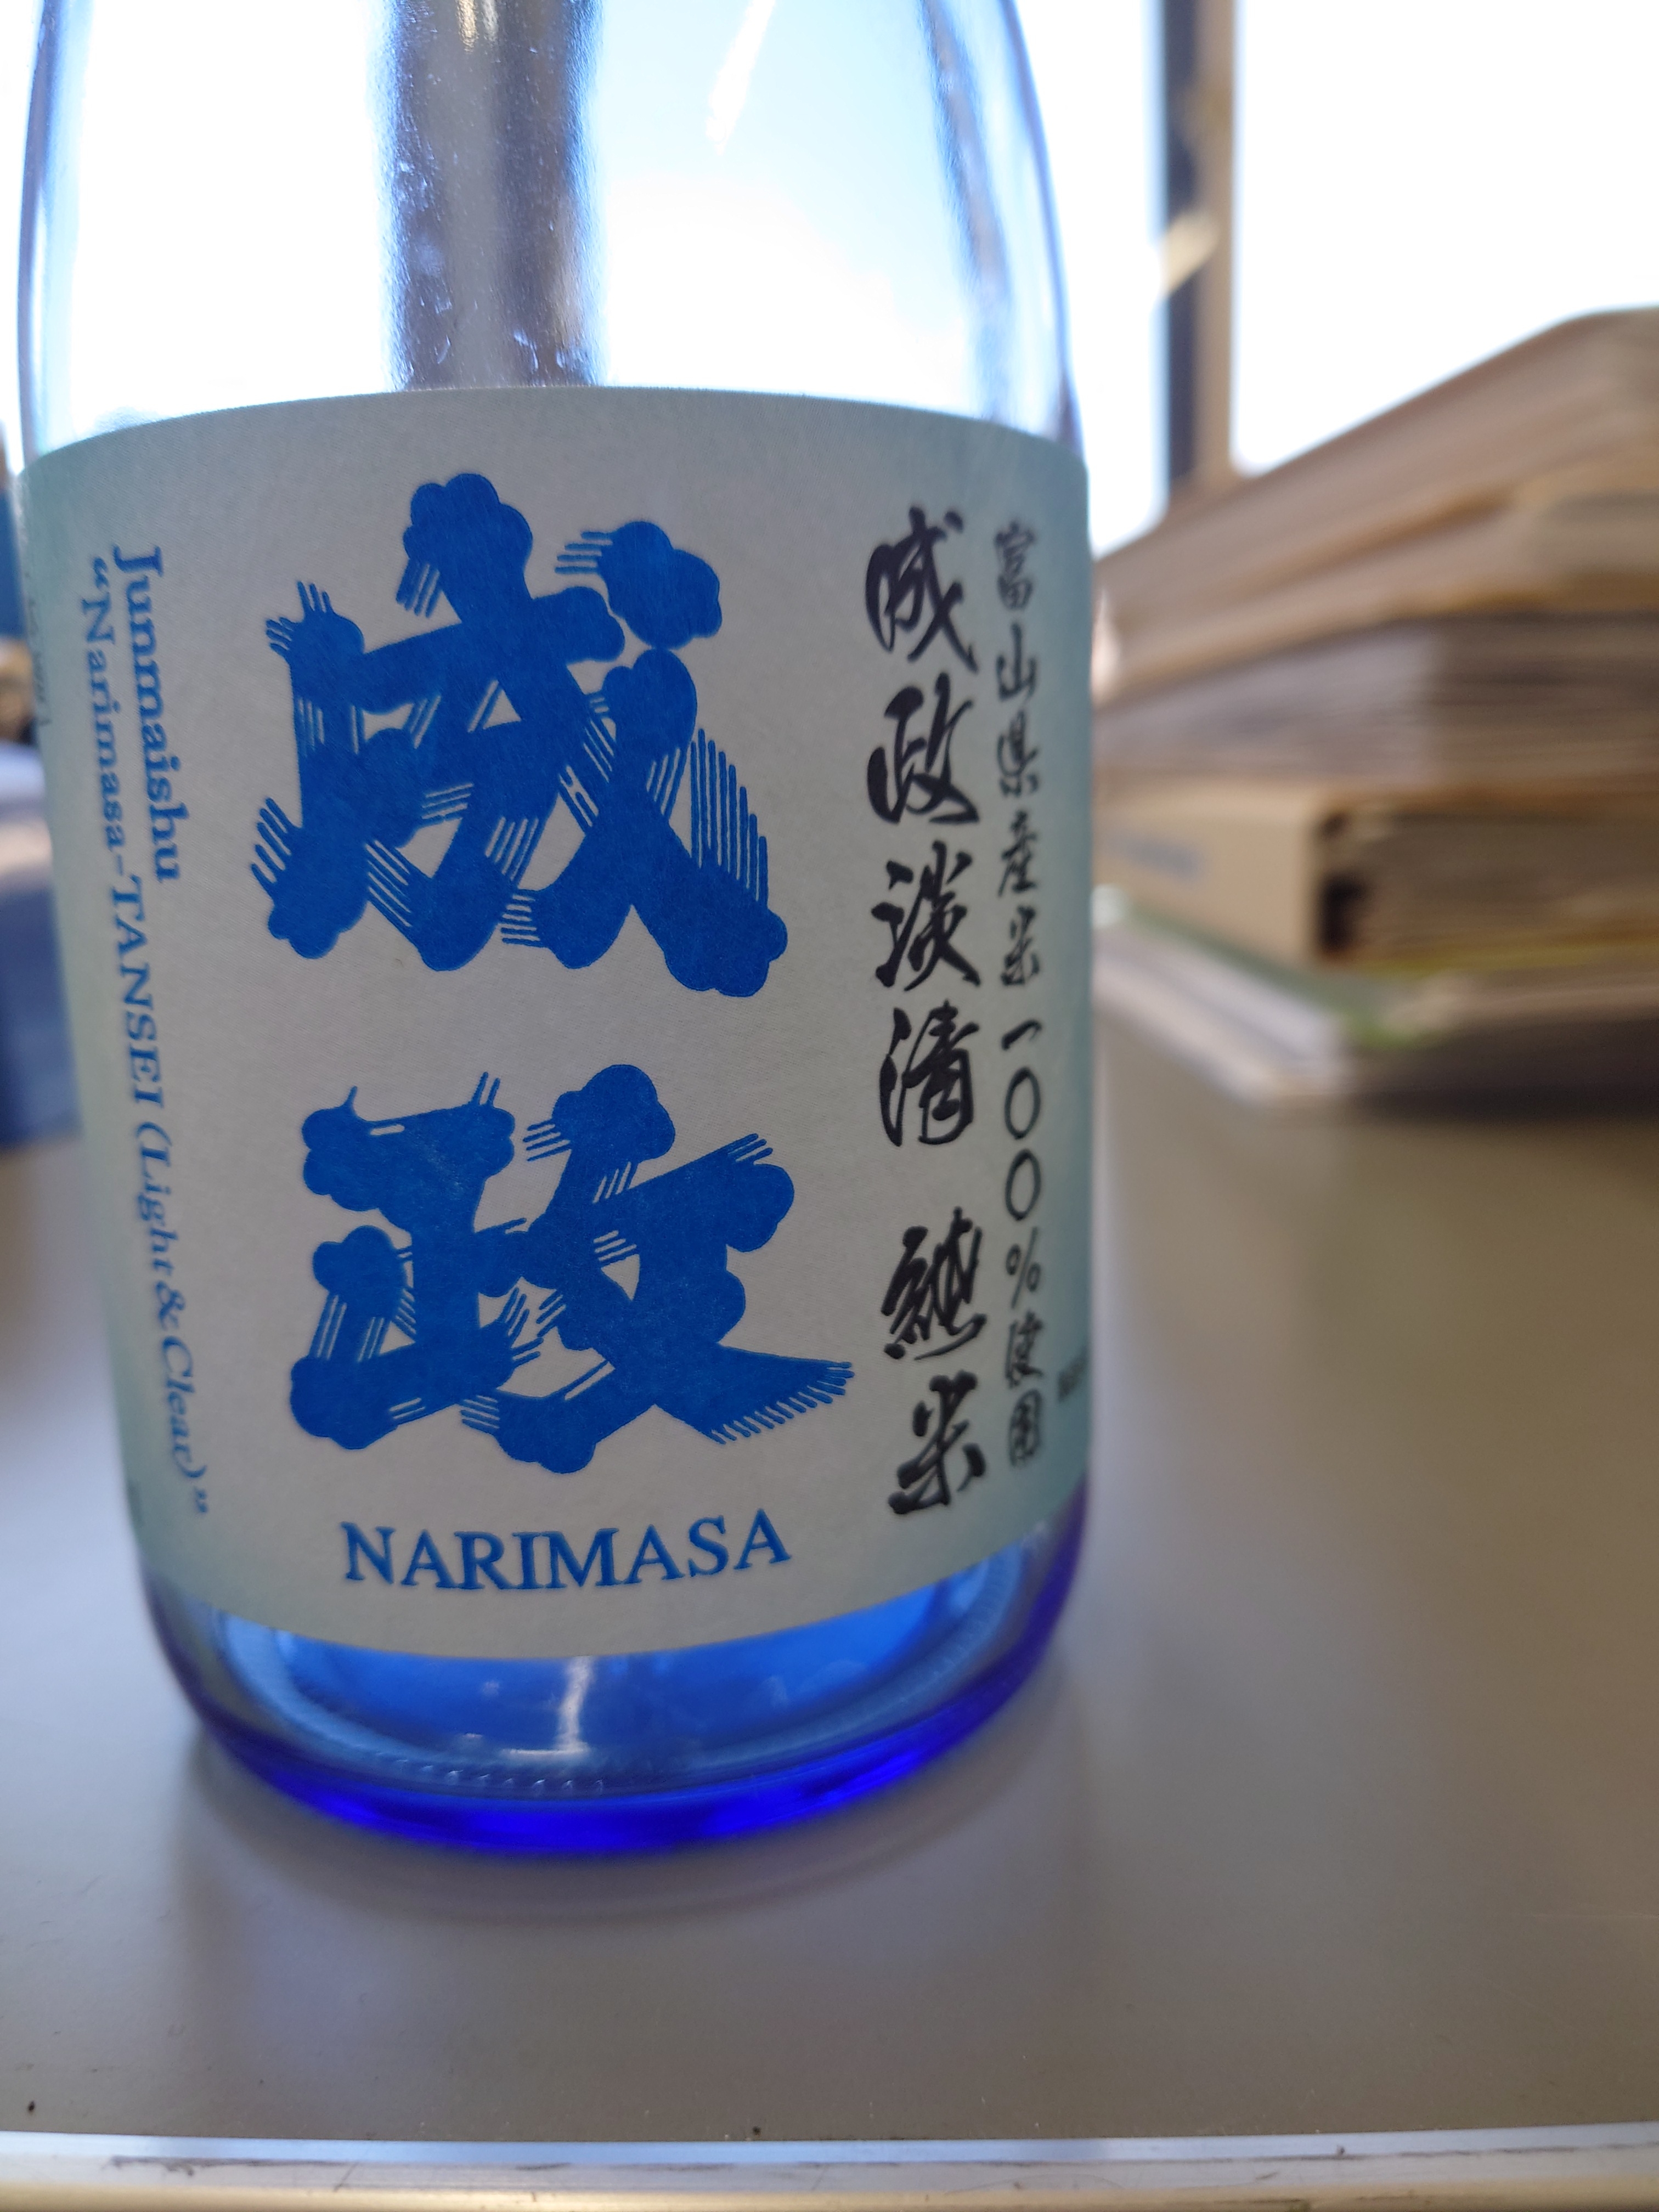 富山県産米一〇〇%使用
成政淡清 純米
成政
NARIMASA
Junmaishu
“Narimasa-TANSEI (Light & Clear)”